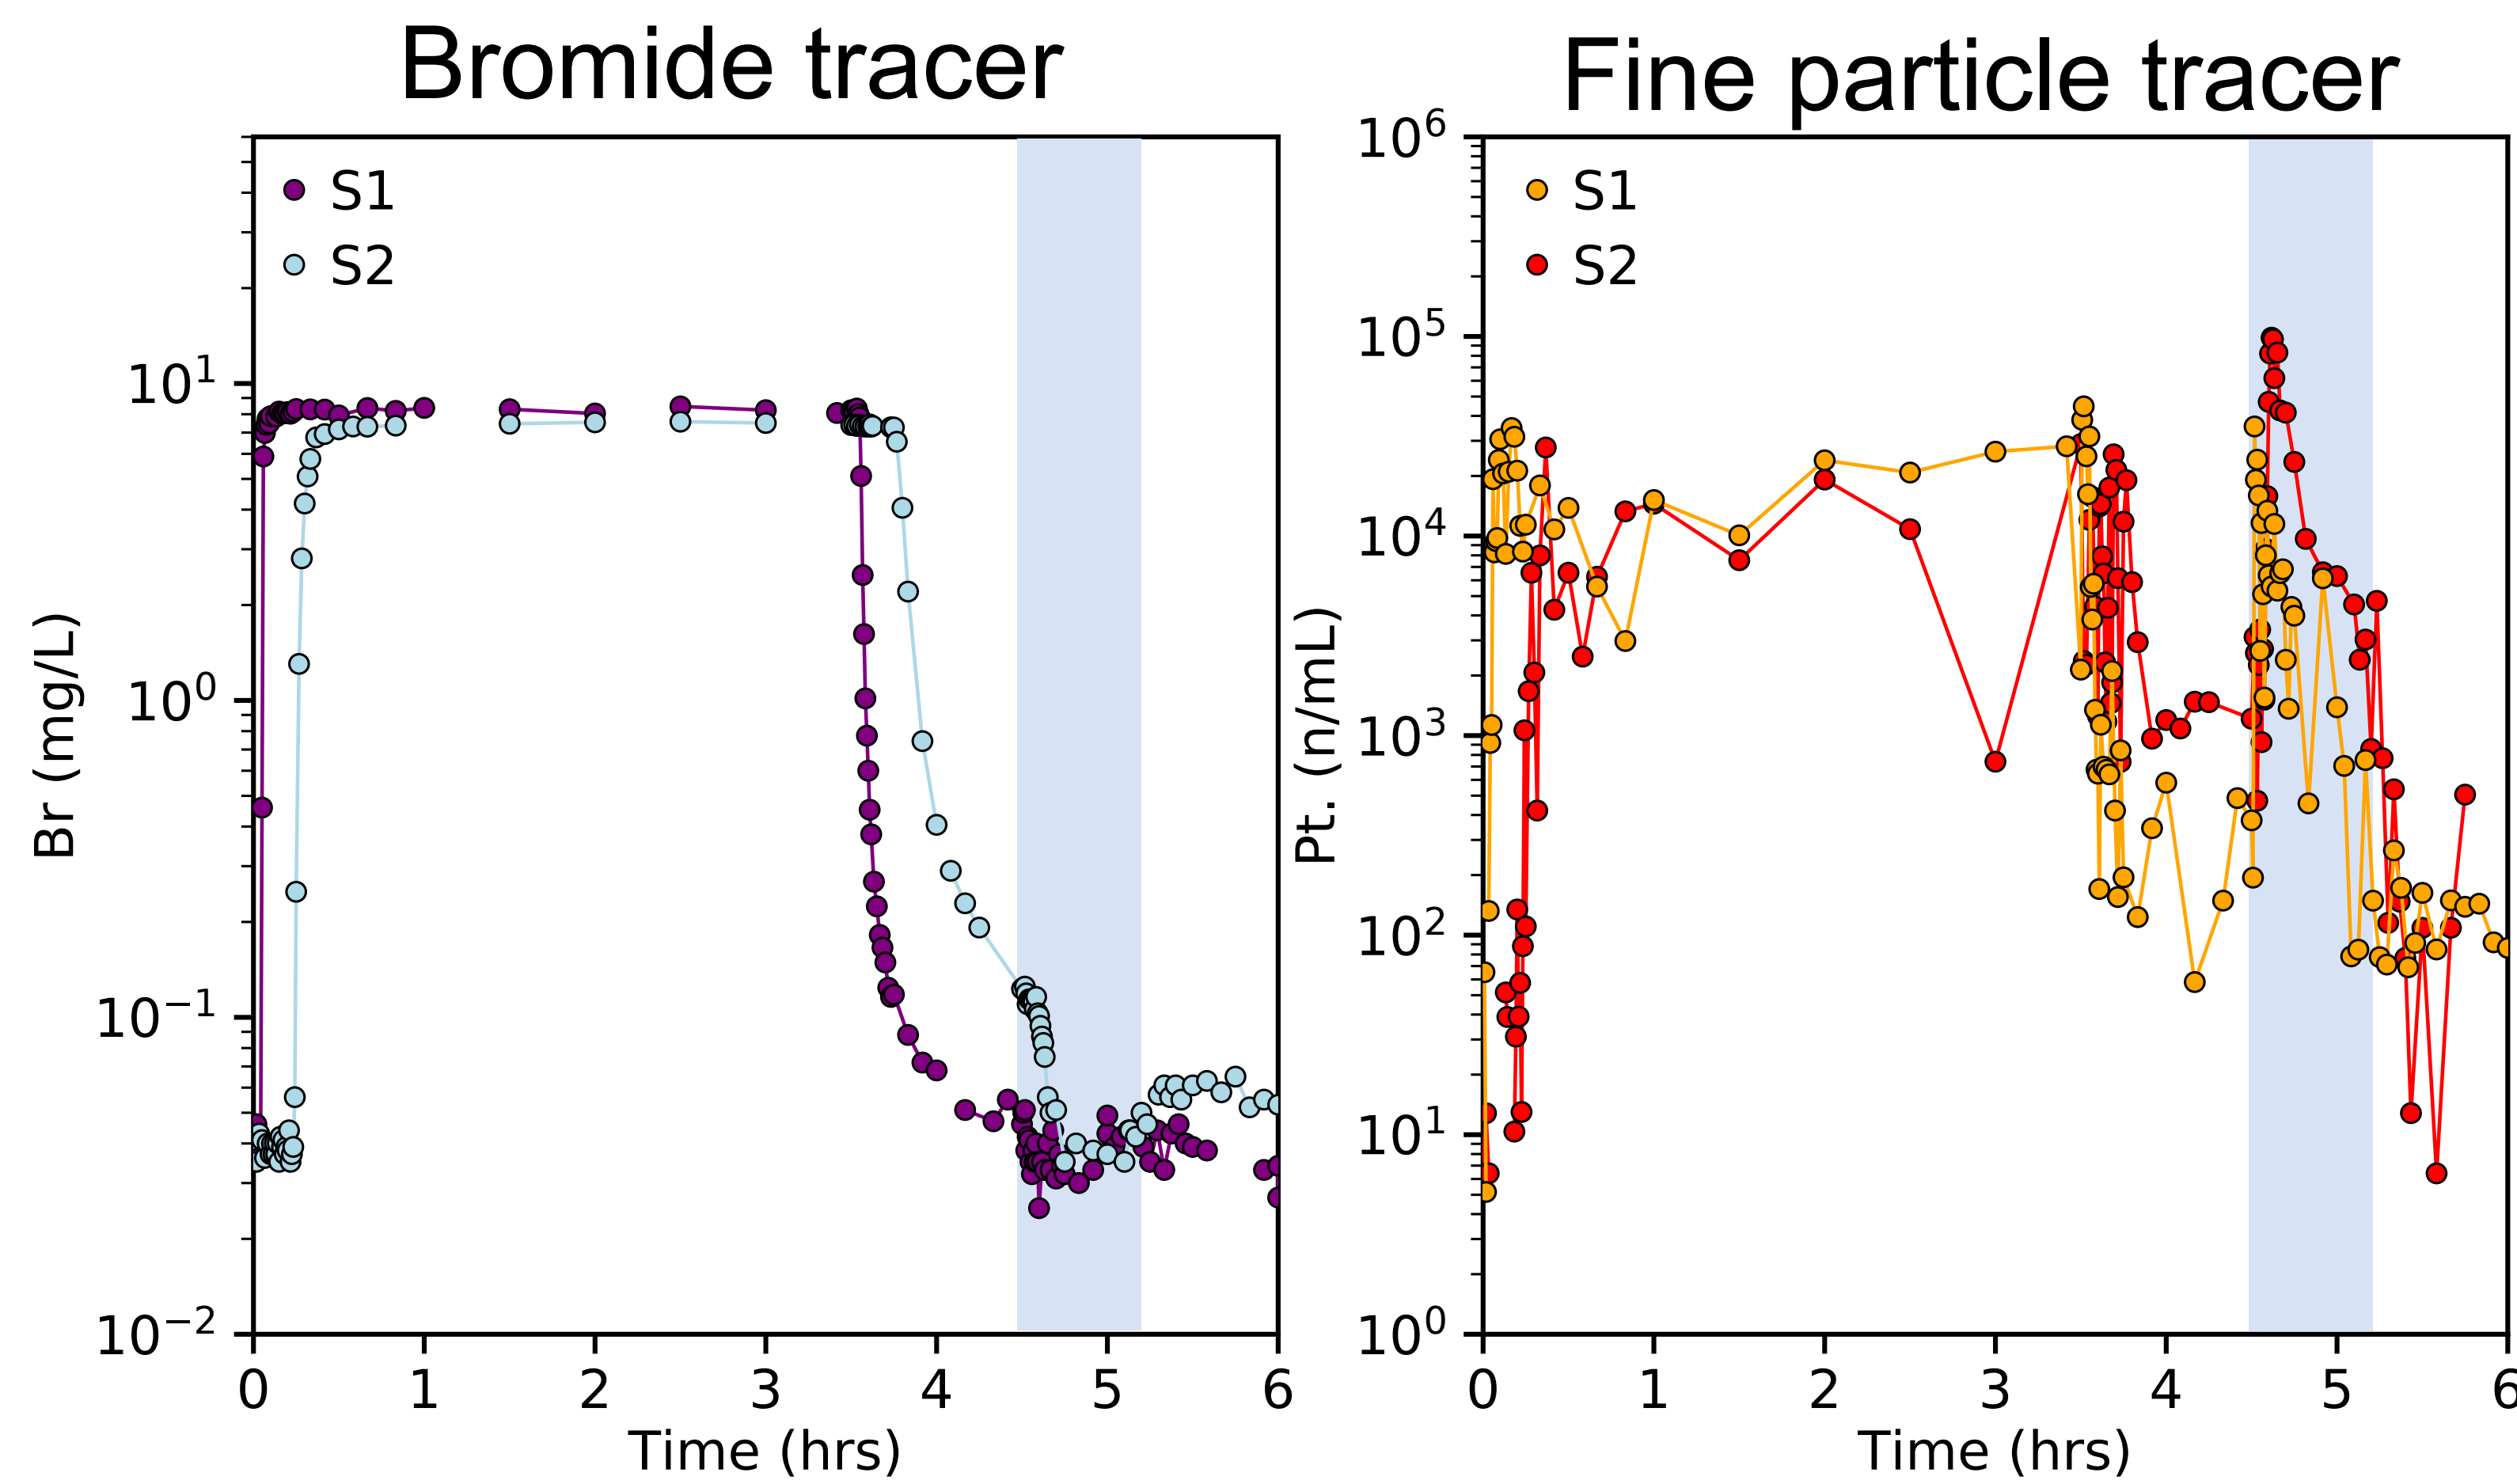 Bromide tracer
S1
S2
10¹
10⁰
10⁻¹
10⁻²
Br (mg/L)
0 1 2 3 4 5 6
Time (hrs)
Fine particle tracer
S1
S2
10⁶
10⁵
10⁴
10³
10²
10¹
10⁰
Pt. (n/mL)
0 1 2 3 4 5 6
Time (hrs)